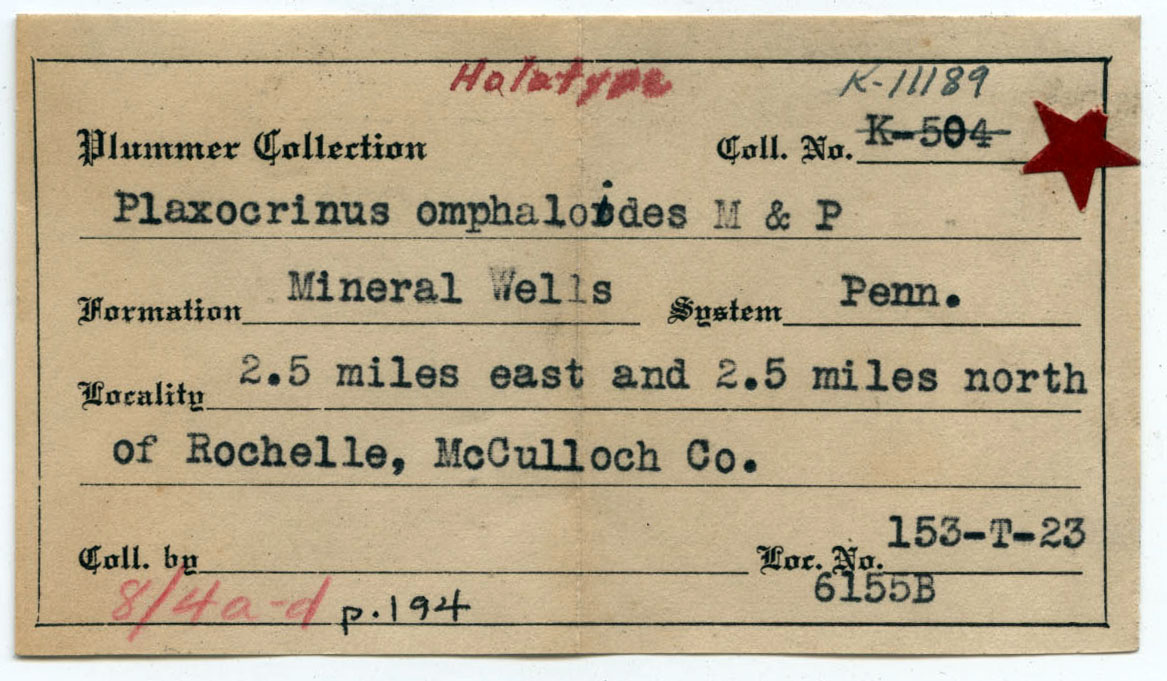 Holotype K-11189
Plummer Collection Coll. No. K-504
Plaxocrinus omphaloides M & P
Formation Mineral Wells System Penn.
Locality 2.5 miles east and 2.5 miles north
of Rochelle, McCulloch Co.
Coll. by Loc. No. 153-T-23
6155B
8/4a-d p.194